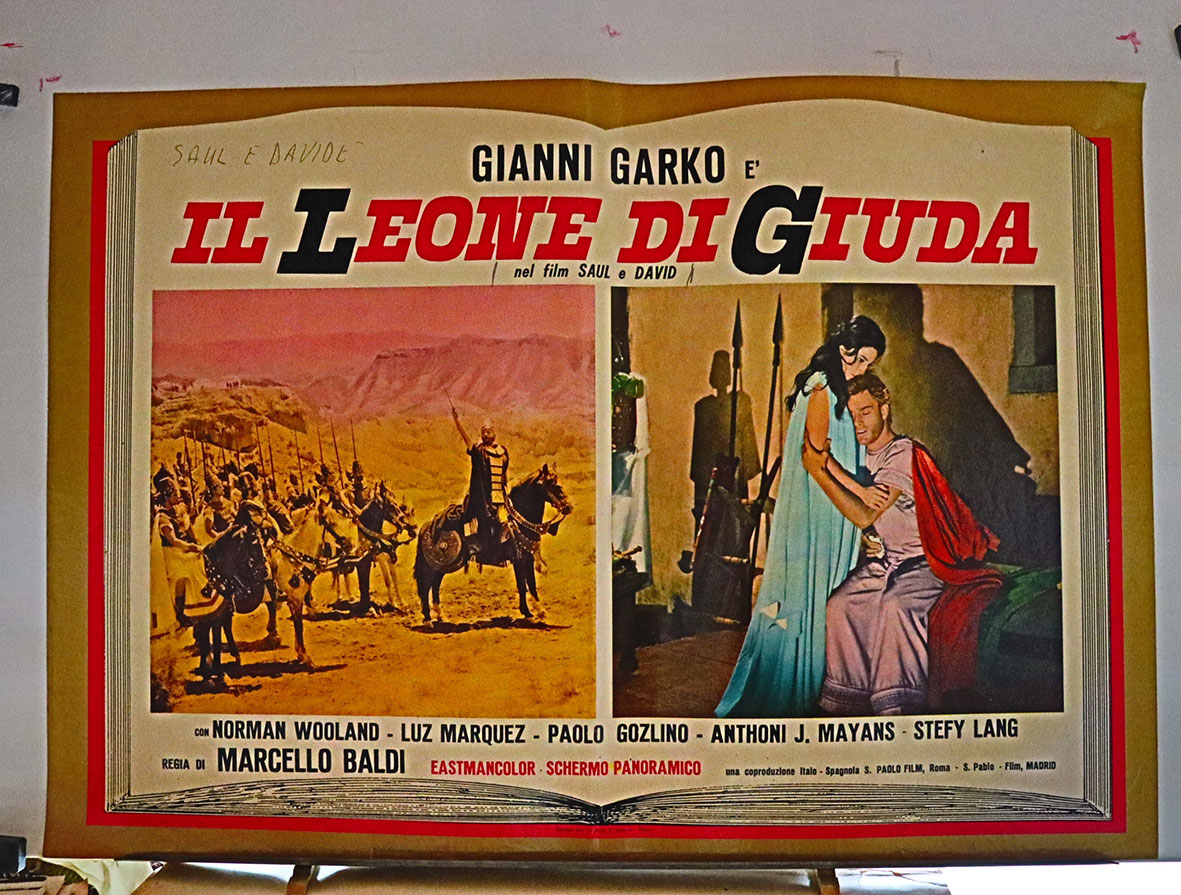 SAUL E DAVIDE
GIANNI GARKO E'
IL LEONE DI GIUDA
( nel film SAUL e DAVID )
CON NORMAN WOOLAND - LUZ MARQUEZ - PAOLO GOZLINO - ANTHONI J. MAYANS - STEFY LANG
REGIA DI MARCELLO BALDI EASTMANCOLOR - SCHERMO PANORAMICO una coproduzione Italo - Spagnola S. PAOLO FILM, Roma - S. Pablo - Film, MADRID